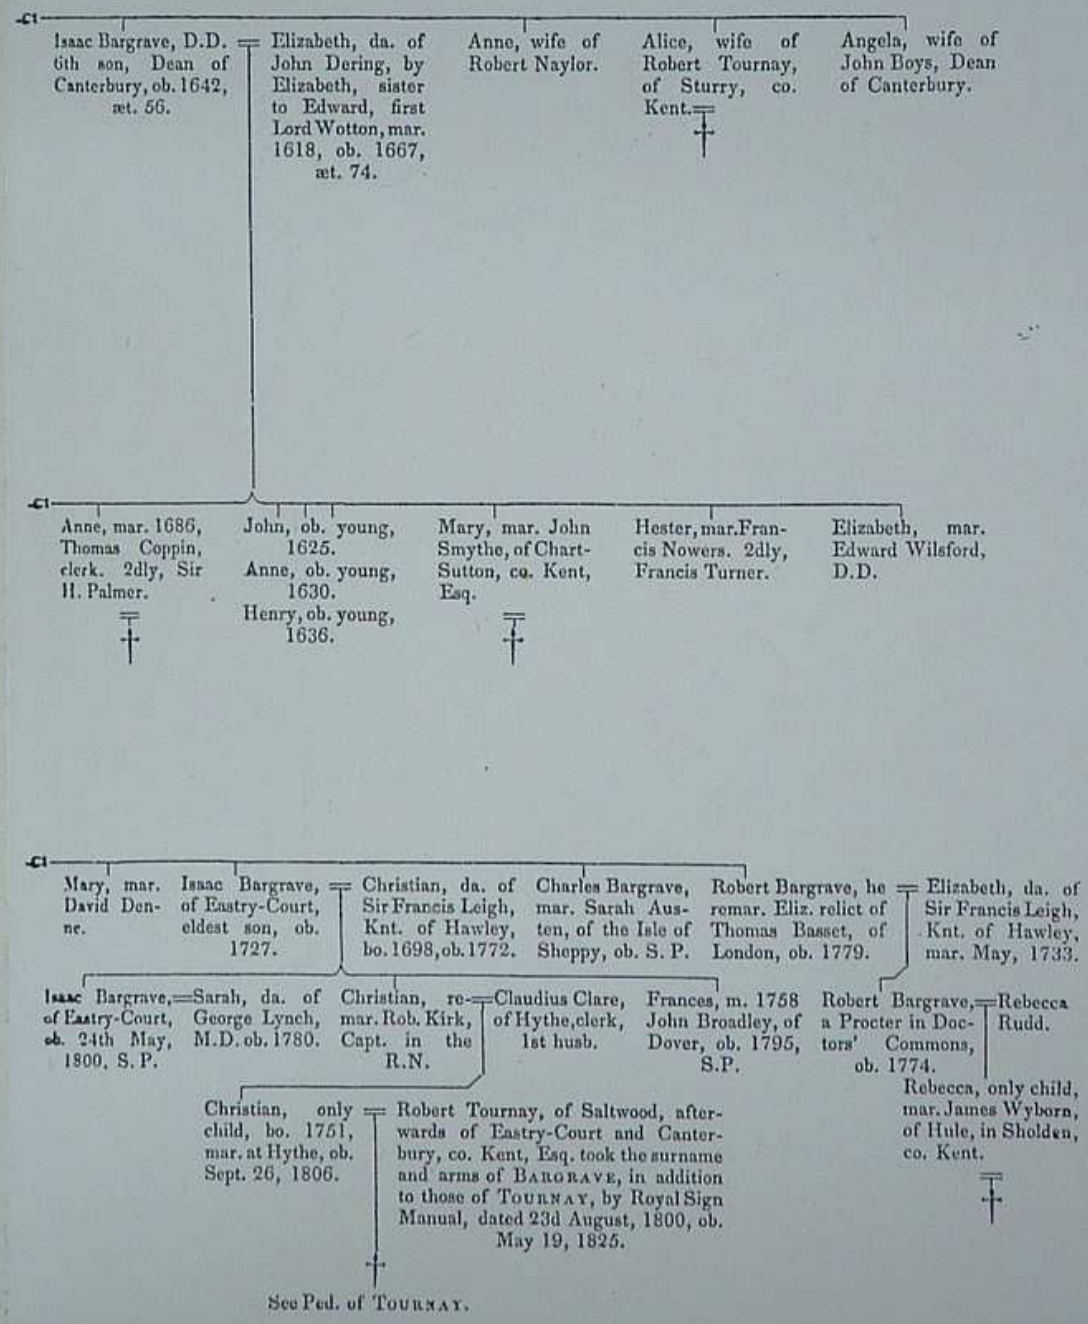 -C1-
Isaac Bargrave, D.D.
6th son, Dean of
Canterbury, ob. 1642,
æt. 56.
Elizabeth, da. of
John Dering, by
Elizabeth, sister
to Edward, first
Lord Wotton, mar.
1618, ob. 1667,
æt. 74.
Anne, wife of
Robert Naylor.
Alice, wife of
Robert Tournay,
of Sturry, co.
Kent.
Angela, wife of
John Boys, Dean
of Canterbury.
-C1-
Anne, mar. 1686,
Thomas Coppin,
clerk. 2dly, Sir
H. Palmer.
John, ob. young,
1625.
Anne, ob. young,
1630.
Henry, ob. young,
1636.
Mary, mar. John
Smythe, of Chart-
Sutton, co. Kent,
Esq.
Hester, mar. Fran-
cis Nowers. 2dly,
Francis Turner.
Elizabeth, mar.
Edward Wilsford,
D.D.
-C1-
Mary, mar.
David Den-
ne.
Isaac Bargrave,
of Eastry-Court,
eldest son, ob.
1727.
Christian, da. of
Sir Francis Leigh,
Knt. of Hawley,
bo. 1698, ob. 1772.
Charles Bargrave,
mar. Sarah Aus-
ten, of the Isle of
Sheppy, ob. S. P.
Robert Bargrave, he
remar. Eliz. relict of
Thomas Basset, of
London, ob. 1779.
Elizabeth, da. of
Sir Francis Leigh,
Knt. of Hawley,
mar. May, 1733.
Isaac Bargrave,
of Eastry-Court,
ob. 24th May,
1800, S. P.
Sarah, da. of
George Lynch,
M.D. ob. 1780.
Christian, re-
mar. Rob. Kirk,
Capt. in the
R.N.
Claudius Clare,
of Hythe, clerk,
1st husb.
Frances, m. 1758
John Broadley, of
Dover, ob. 1795,
S.P.
Robert Bargrave,
a Procter in Doc-
tors' Commons,
ob. 1774.
Rebecca
Rudd.
Christian, only
child, bo. 1751,
mar. at Hythe, ob.
Sept. 26, 1806.
Robert Tournay, of Saltwood, after-
wards of Eastry-Court and Canter-
bury, co. Kent, Esq. took the surname
and arms of BARGRAVE, in addition
to those of TOURNAY, by Royal Sign
Manual, dated 23d August, 1800, ob.
May 19, 1825.
Rebecca, only child,
mar. James Wyborn,
of Hule, in Sholden,
co. Kent.
See Ped. of TOURNAY.